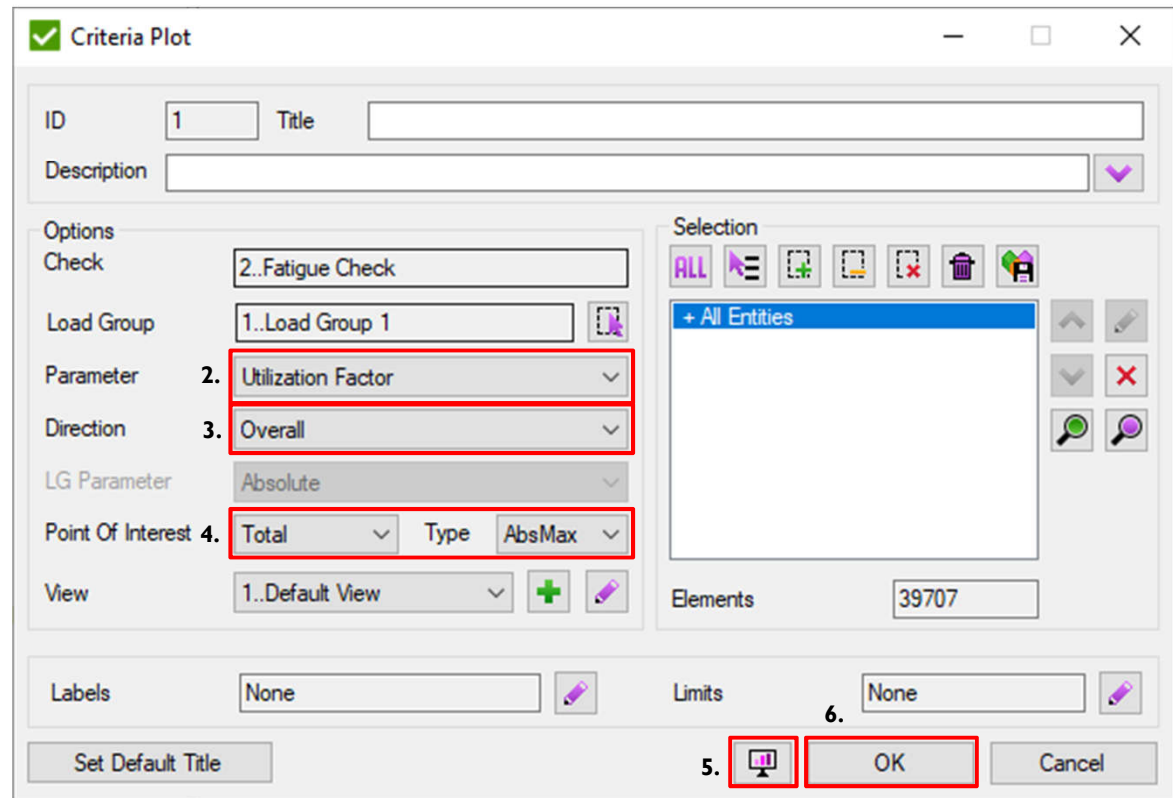 Criteria Plot
ID 1 Title
Description
Options
Check 2..Fatigue Check
Load Group 1..Load Group 1
Parameter 2. Utilization Factor
Direction 3. Overall
LG Parameter Absolute
Point Of Interest 4. Total Type AbsMax
View 1..Default View
Selection
ALL
+ All Entities
Elements 39707
Labels None
Limits None
Set Default Title
5.
6. OK
Cancel